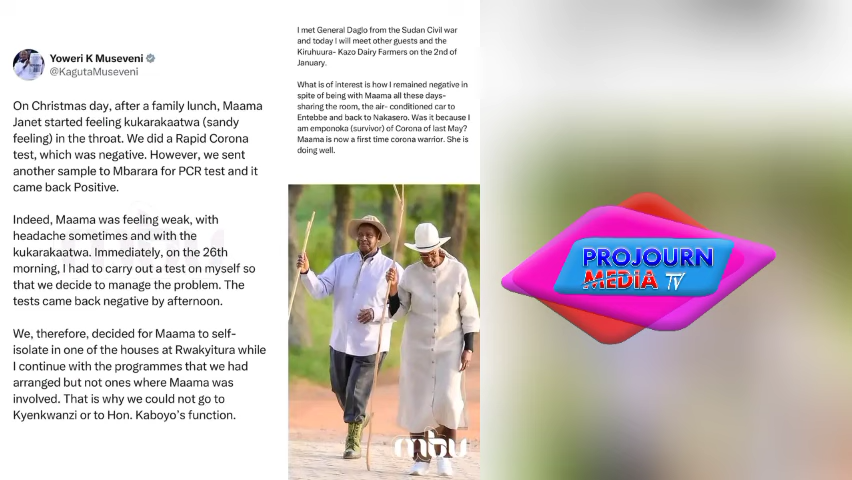 Yoweri K Museveni
@KagutaMuseveni
On Christmas day, after a family lunch, Maama
Janet started feeling kukarakaatwa (sandy
feeling) in the throat. We did a Rapid Corona
test, which was negative. However, we sent
another sample to Mbarara for PCR test and it
came back Positive.
Indeed, Maama was feeling weak, with
headache sometimes and with the
kukarakaatwa. Immediately, on the 26th
morning, I had to carry out a test on myself so
that we decide to manage the problem. The
tests came back negative by afternoon.
We, therefore, decided for Maama to self-
isolate in one of the houses at Rwakyitura while
I continue with the programmes that we had
arranged but not ones where Maama was
involved. That is why we could not go to
Kyenkwanzi or to Hon. Kaboyo's function.
I met General Daglo from the Sudan Civil war
and today I will meet other guests and the
Kiruhuura- Kazo Dairy Farmers on the 2nd of
January.
What is of interest is how I remained negative in
spite of being with Maama all these days-
sharing the room, the air- conditioned car to
Entebbe and back to Nakasero. Was it because I
am emponoka (survivor) of Corona of last May?
Maama is now a first time corona warrior. She is
doing well.
mbu
PROJOURN
MEDIA TV